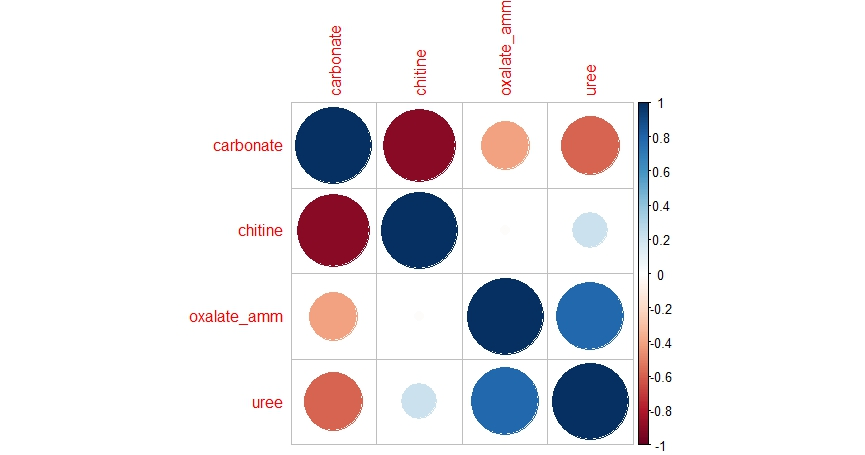 carbonate
chitine
oxalate_amm
uree
carbonate
chitine
oxalate_amm
uree
1
0.8
0.6
0.4
0.2
0
-0.2
-0.4
-0.6
-0.8
-1